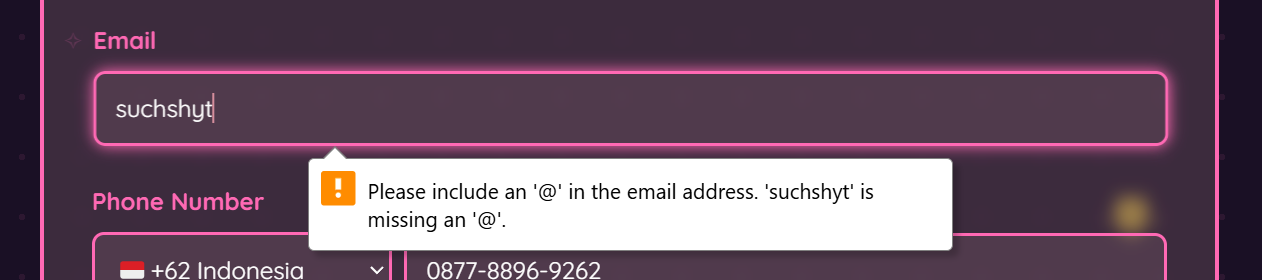 Email
suchshyt
Please include an '@' in the email address. 'suchshyt' is
missing an '@'.
Phone Number
+62 Indonesia
0877-8896-9262